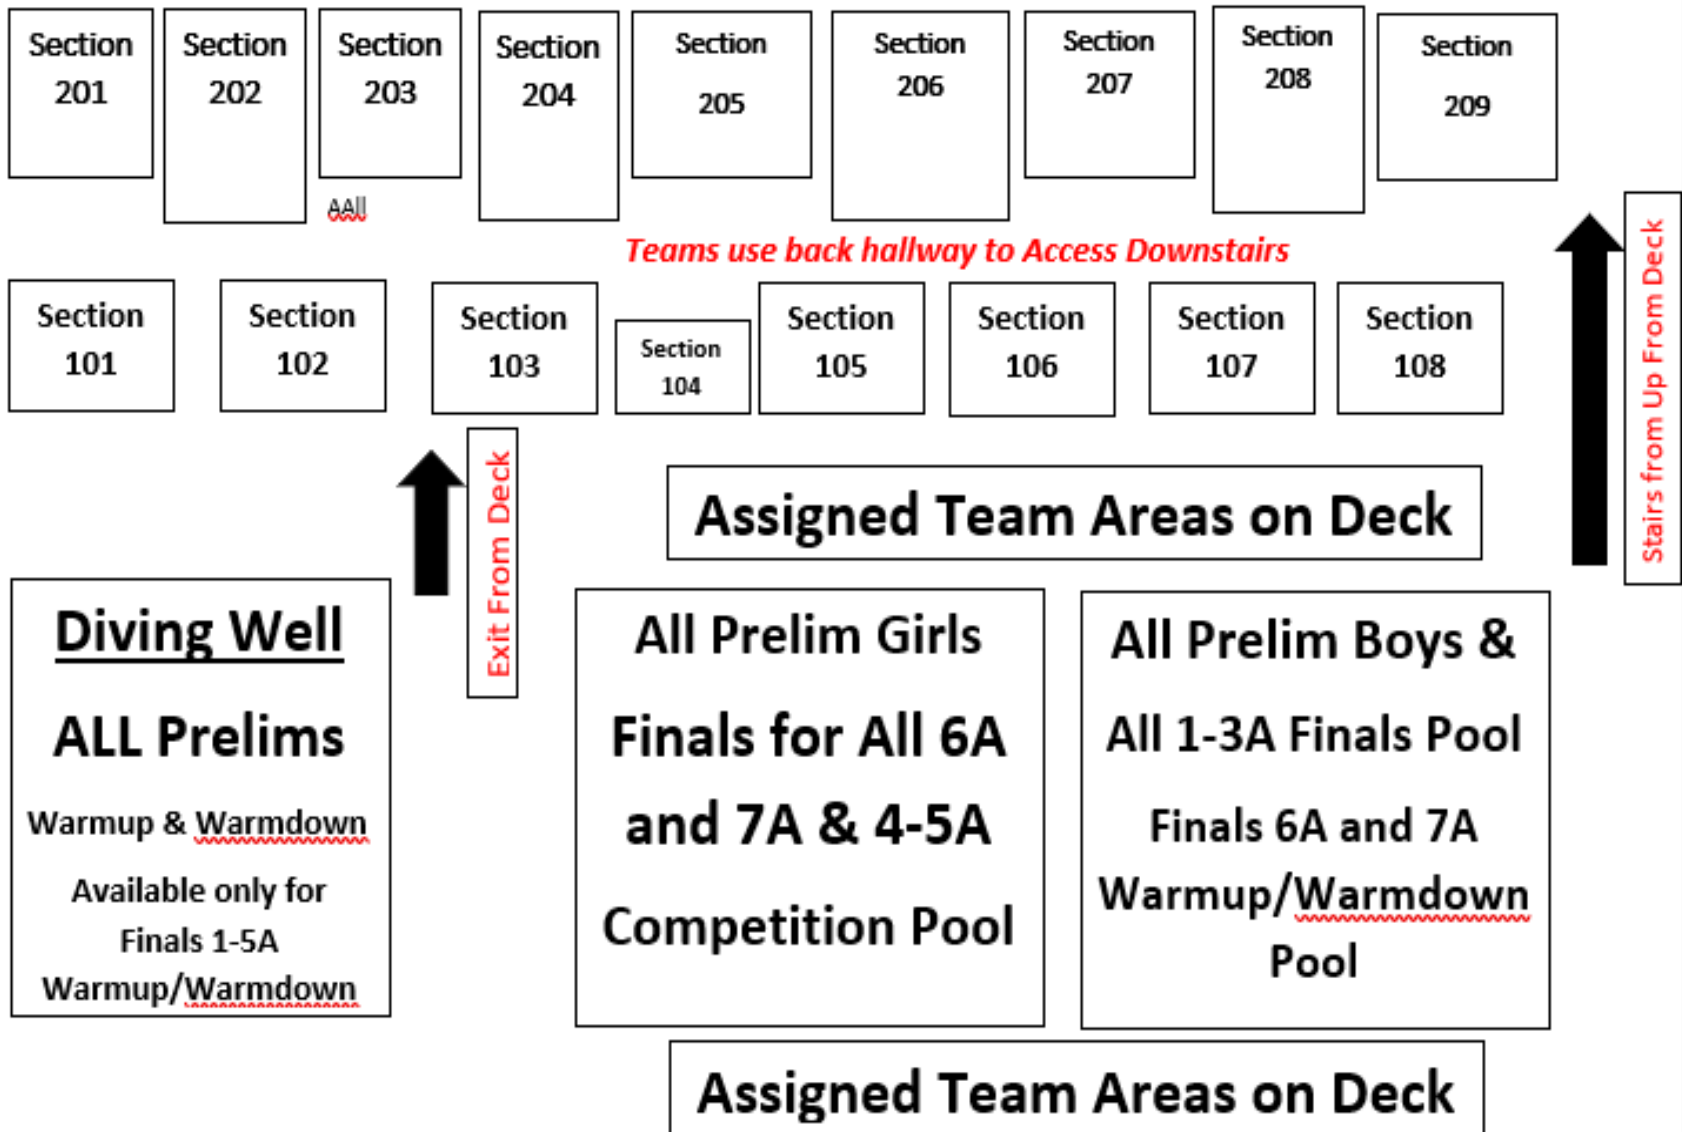 Section
201
Section
202
Section
203
Section
204
Section
205
Section
206
Section
207
Section
208
Section
209
AAll
Teams use back hallway to Access Downstairs
Section
101
Section
102
Section
103
Section
104
Section
105
Section
106
Section
107
Section
108
Stairs from Up From Deck
Exit From Deck
Assigned Team Areas on Deck
Diving Well
ALL Prelims
Warmup & Warmdown
Available only for
Finals 1-5A
Warmup/Warmdown
All Prelim Girls
Finals for All 6A
and 7A & 4-5A
Competition Pool
All Prelim Boys &
All 1-3A Finals Pool
Finals 6A and 7A
Warmup/Warmdown
Pool
Assigned Team Areas on Deck